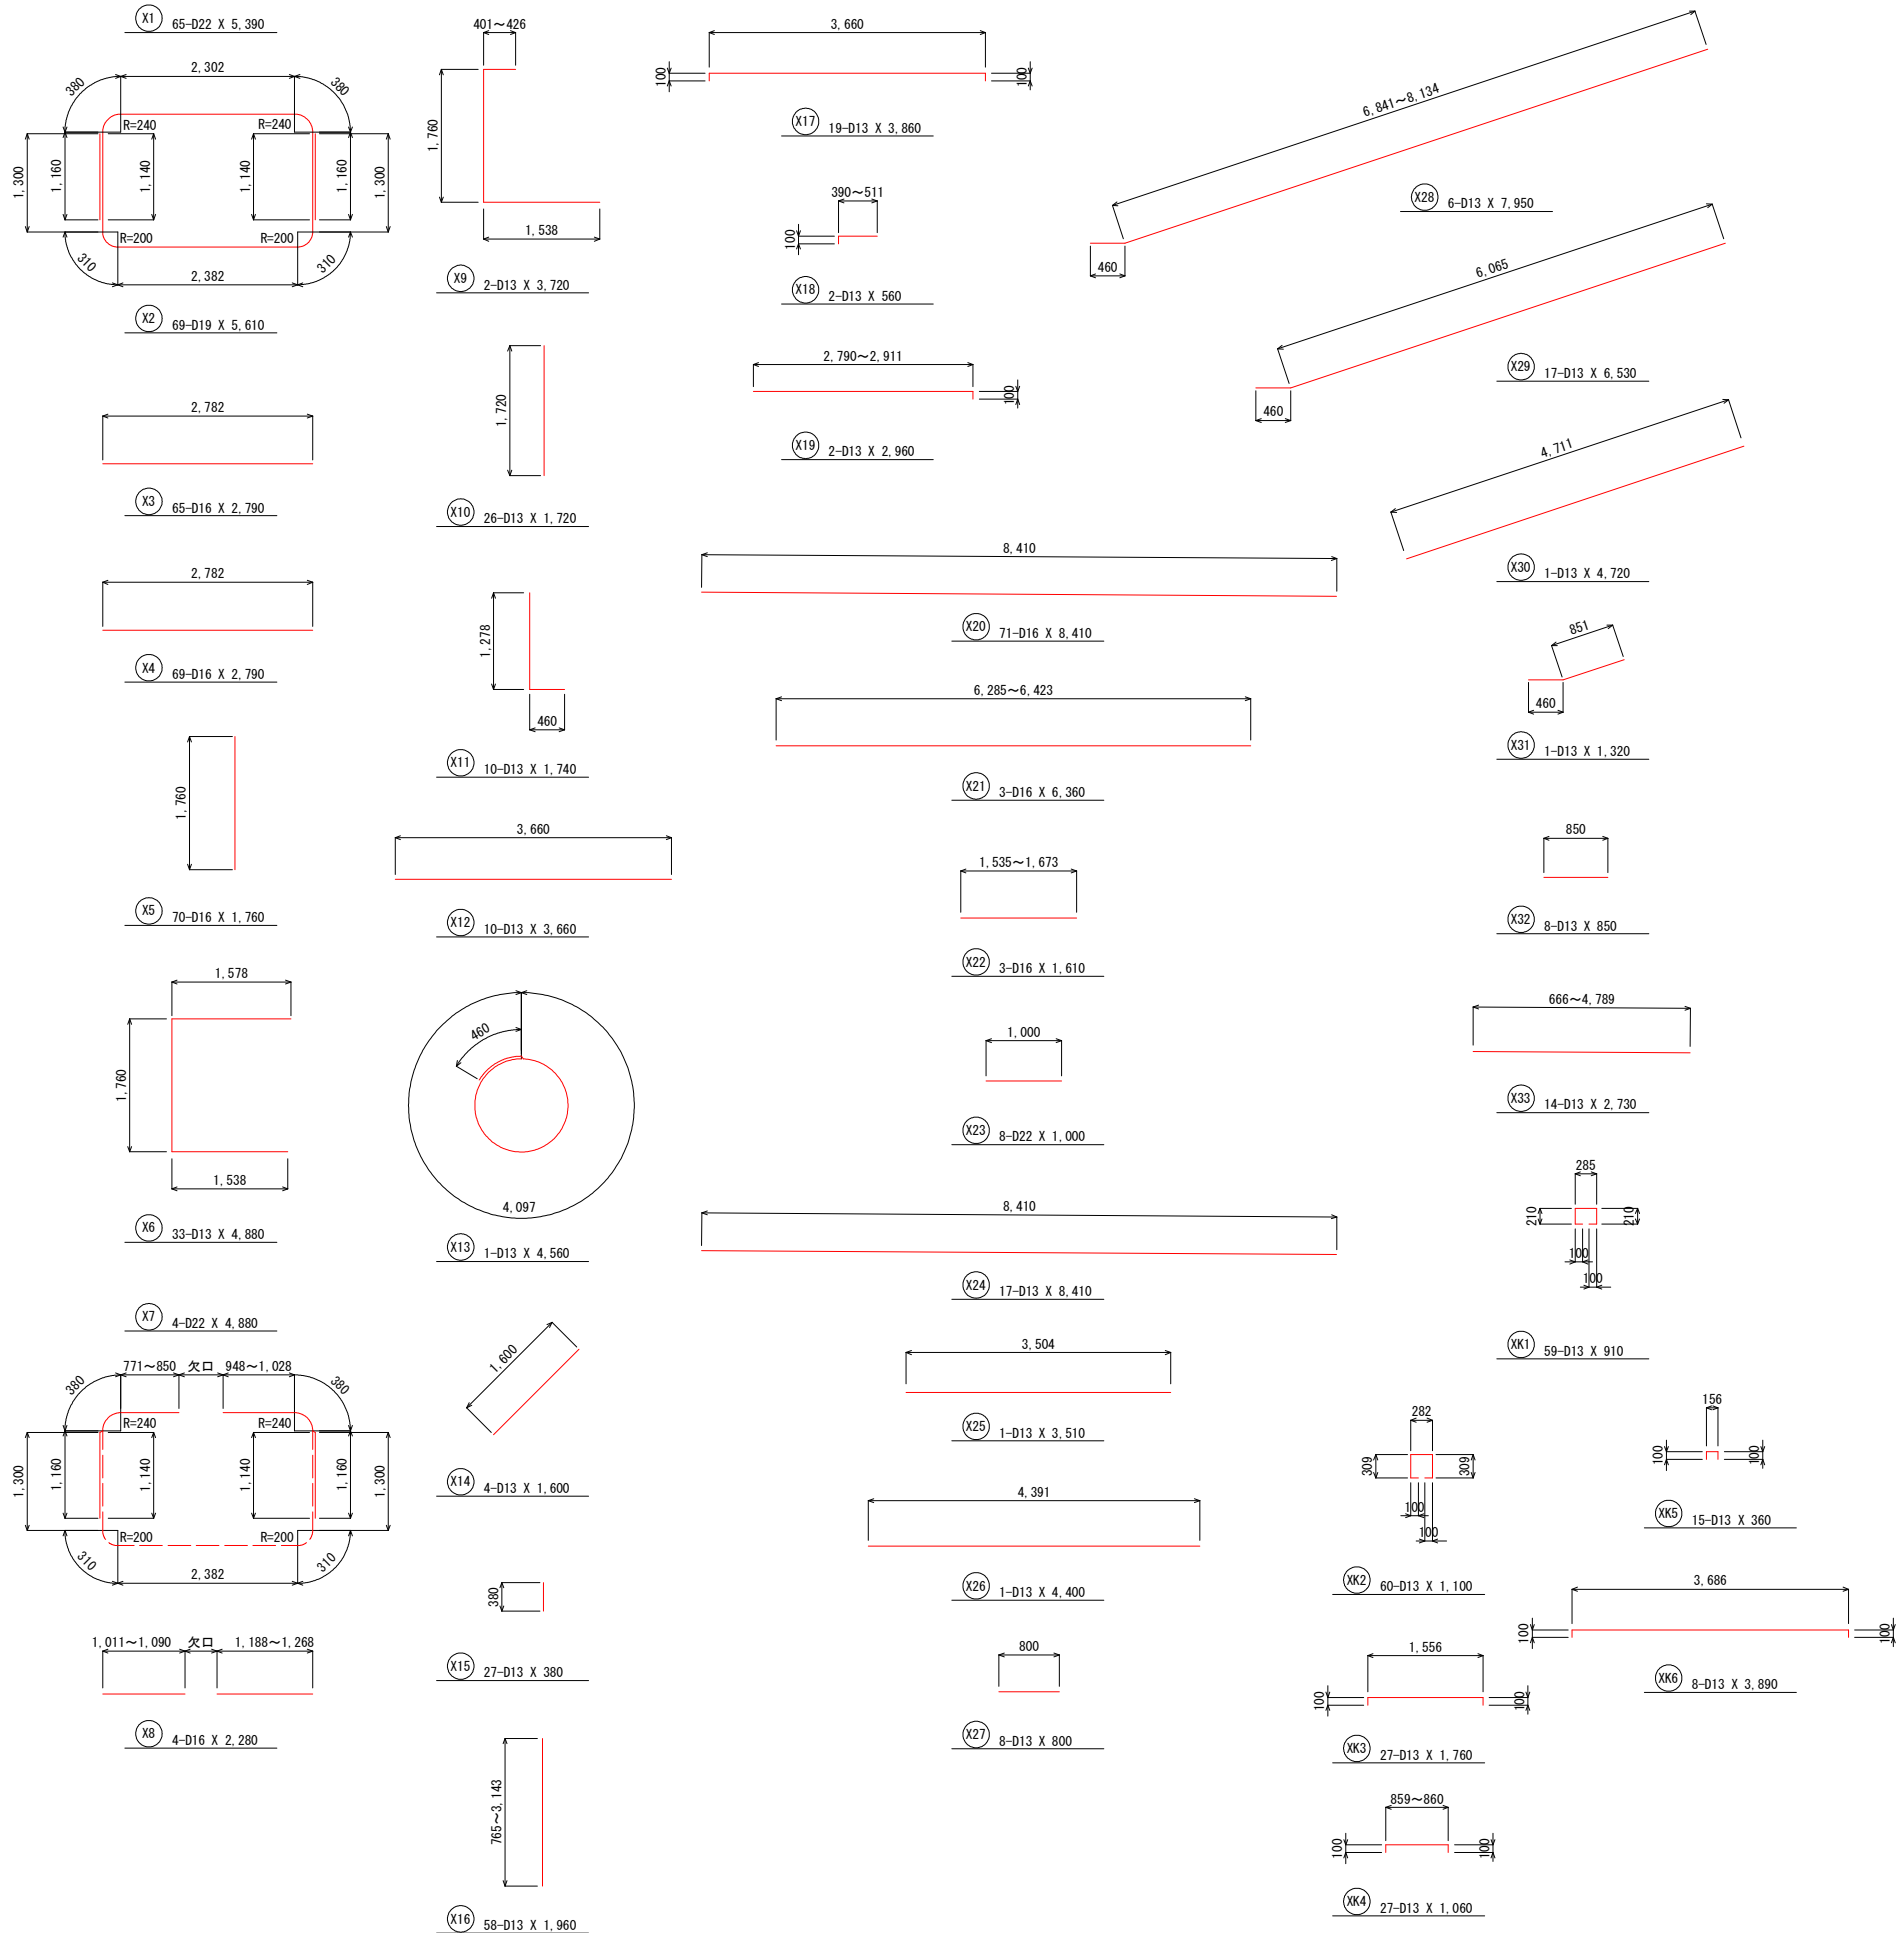 X1 65-D22 X 5,390
2,302
380
380
R=240
R=240
1,300
1,160
1,140
1,140
1,160
1,300
R=200
R=200
310
310
2,382
X2 69-D19 X 5,610
2,782
X3 65-D16 X 2,790
2,782
X4 69-D16 X 2,790
1,760
X5 70-D16 X 1,760
1,578
1,760
1,538
X6 33-D13 X 4,880
X7 4-D22 X 4,880
771～850 欠口 948～1,028
380
380
R=240
R=240
1,300
1,160
1,140
1,140
1,160
1,300
R=200
R=200
310
310
2,382
1,011～1,090 欠口 1,188～1,268
X8 4-D16 X 2,280
401～426
1,760
1,538
X9 2-D13 X 3,720
1,720
X10 26-D13 X 1,720
1,278
460
X11 10-D13 X 1,740
3,660
X12 10-D13 X 3,660
460
4,097
X13 1-D13 X 4,560
1,600
X14 4-D13 X 1,600
380
X15 27-D13 X 380
765～3,143
X16 58-D13 X 1,960
3,660
100
100
X17 19-D13 X 3,860
390～511
100
X18 2-D13 X 560
2,790～2,911
100
X19 2-D13 X 2,960
8,410
X20 71-D16 X 8,410
6,285～6,423
X21 3-D16 X 6,360
1,535～1,673
X22 3-D16 X 1,610
1,000
X23 8-D22 X 1,000
8,410
X24 17-D13 X 8,410
3,504
X25 1-D13 X 3,510
4,391
X26 1-D13 X 4,400
800
X27 8-D13 X 800
6,841～8,134
460
X28 6-D13 X 7,950
6,065
460
X29 17-D13 X 6,530
4,711
X30 1-D13 X 4,720
851
460
X31 1-D13 X 1,320
850
X32 8-D13 X 850
666～4,789
X33 14-D13 X 2,730
285
210
210
100
100
XK1 59-D13 X 910
282
309
309
100
100
XK2 60-D13 X 1,100
1,556
100
100
XK3 27-D13 X 1,760
859～860
100
100
XK4 27-D13 X 1,060
156
100
100
XK5 15-D13 X 360
3,686
100
100
XK6 8-D13 X 3,890